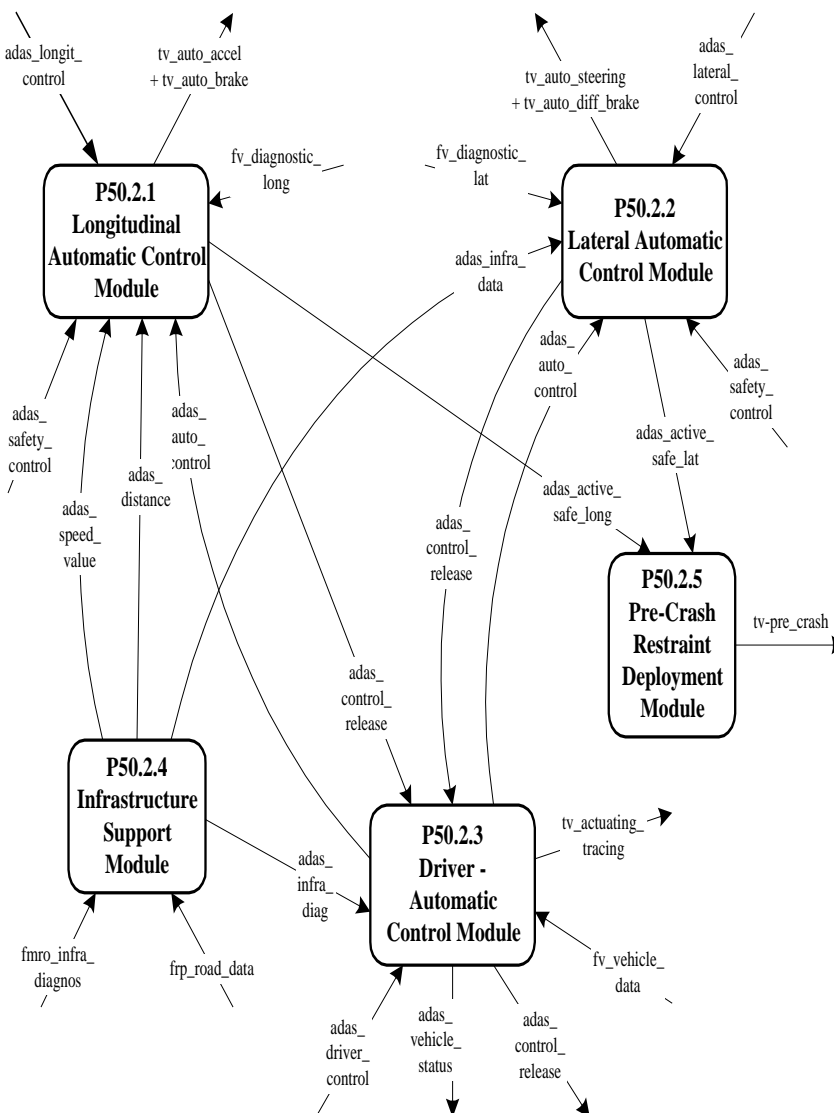 adas_longit_
control
tv_auto_accel
+ tv_auto_brake
tv_auto_steering
+ tv_auto_diff_brake
adas_
lateral_
control
fv_diagnostic_
long
fv_diagnostic_
lat
P50.2.1
Longitudinal
Automatic Control
Module
P50.2.2
Lateral Automatic
Control Module
adas_infra_
data
adas_
safety_
control
adas_
speed_
value
adas_
distance
adas_
auto_
control
adas_
auto_
control
adas_
safety_
control
adas_active_
safe_lat
adas_active_
safe_long
adas_
control_
release
P50.2.5
Pre-Crash
Restraint
Deployment
Module
tv-pre_crash
adas_
control_
release
P50.2.4
Infrastructure
Support
Module
P50.2.3
Driver -
Automatic
Control Module
tv_actuating_
tracing
adas_
infra_
diag
fmro_infra_
diagnos
frp_road_data
fv_vehicle_
data
adas_
driver_
control
adas_
vehicle_
status
adas_
control_
release